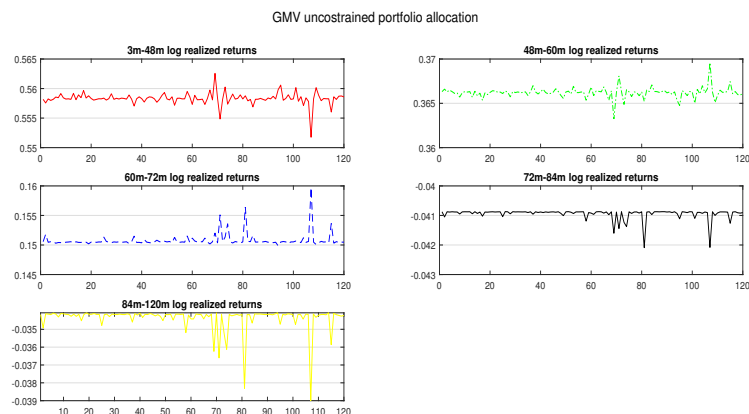 GMV uncostrained portfolio allocation
3m-48m log realized returns
0.565
0.56
0.555
0.55
0 20 40 60 80 100 120
48m-60m log realized returns
0.37
0.365
0.36
0 20 40 60 80 100 120
60m-72m log realized returns
0.16
0.155
0.15
0.145
0 20 40 60 80 100 120
72m-84m log realized returns
-0.04
-0.041
-0.042
-0.043
0 20 40 60 80 100 120
84m-120m log realized returns
-0.035
-0.036
-0.037
-0.038
-0.039
10 20 30 40 50 60 70 80 90 100 110 120